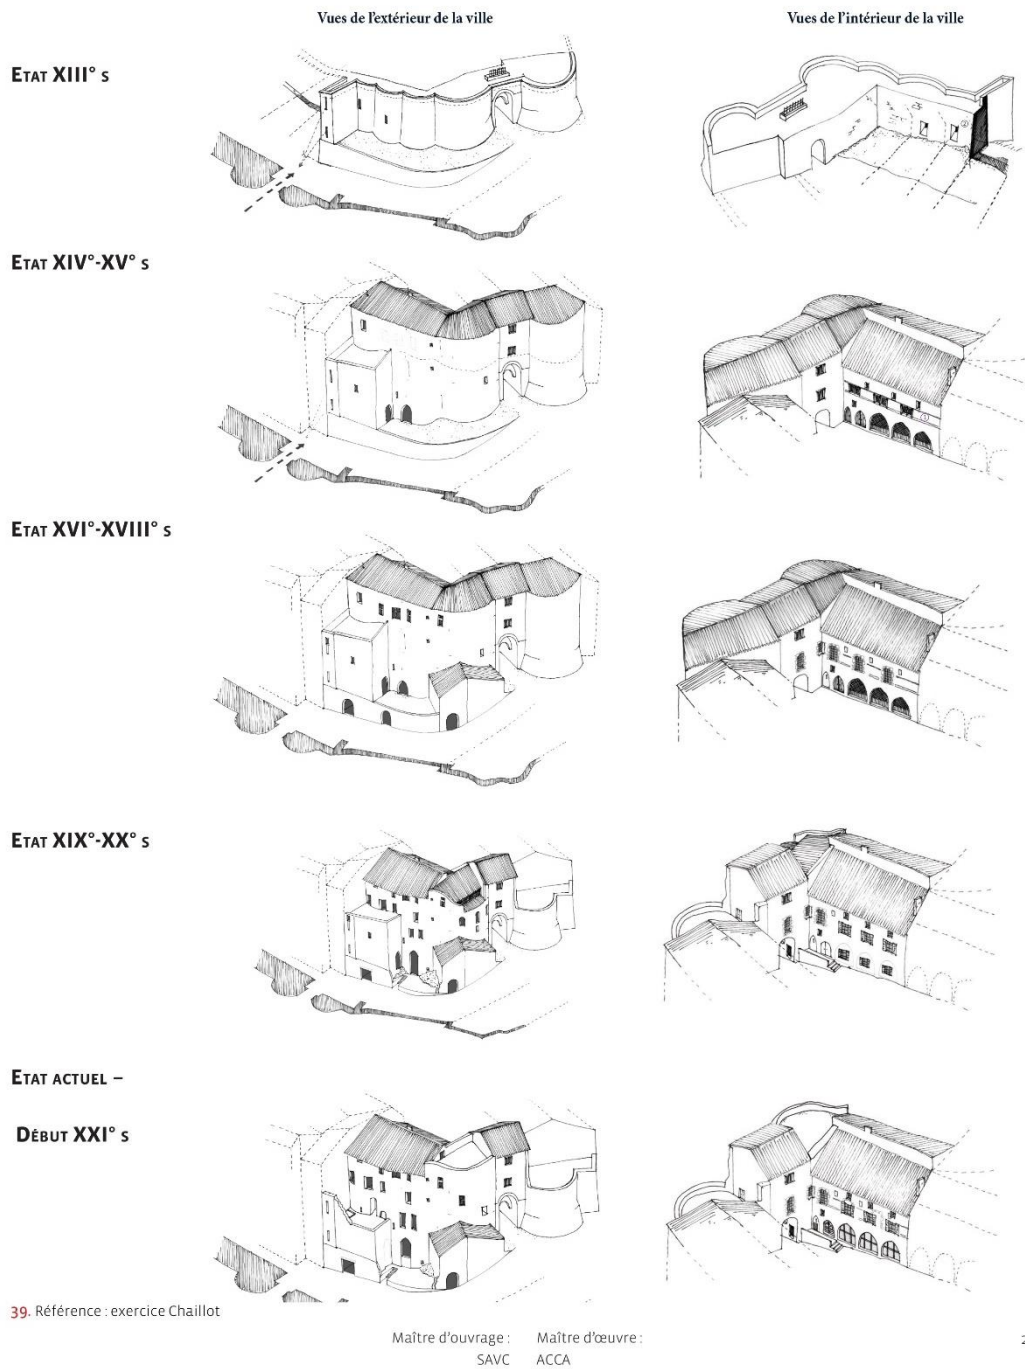 Vues de l'extérieur de la ville
Vues de l'intérieur de la ville
Etat XIII° s
Etat XIV°-XV° s
Etat XVI°-XVIII° s
Etat XIX°-XX° s
Etat actuel –
Début XXI° s
39. Référence : exercice Chaillot
Maître d'ouvrage : Maître d'œuvre :
SAVC ACCA
2